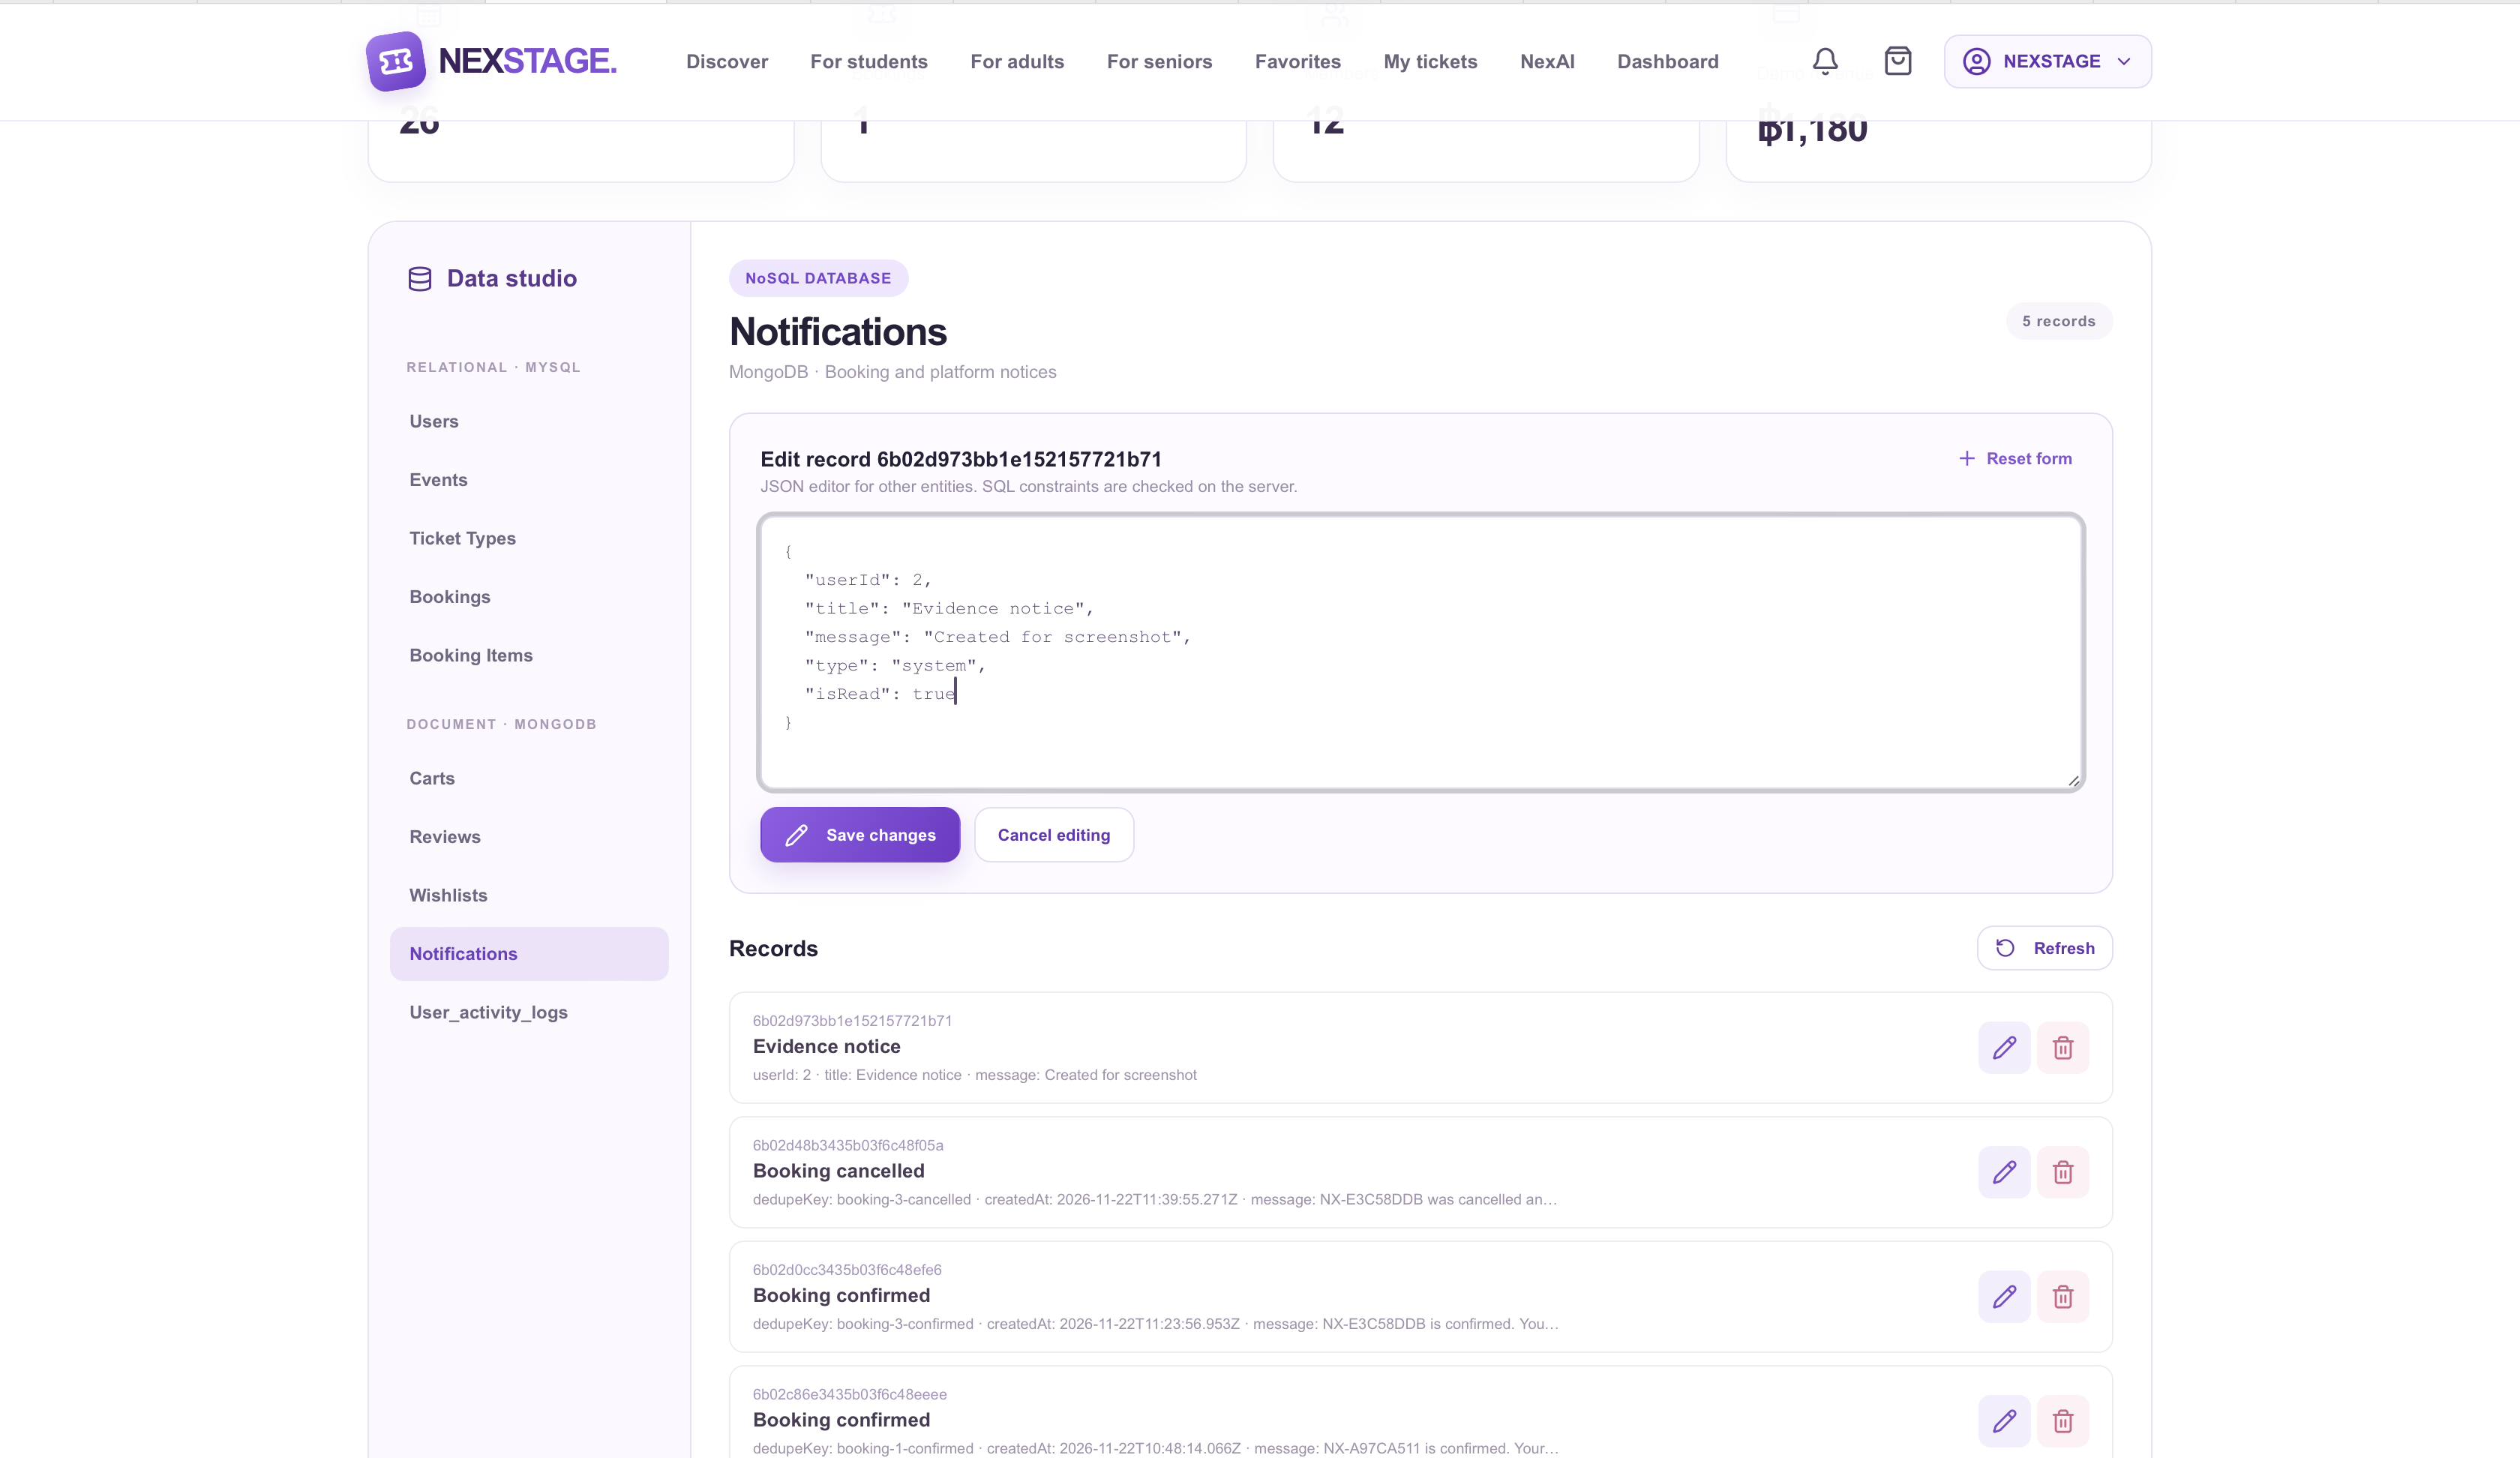 NEXSTAGE.
Discover
For students
For adults
For seniors
Favorites
My tickets
NexAI
Dashboard
NEXSTAGE
1
12
฿1,180
Data studio
RELATIONAL · MYSQL
Users
Events
Ticket Types
Bookings
Booking Items
DOCUMENT · MONGODB
Carts
Reviews
Wishlists
Notifications
User_activity_logs
NoSQL DATABASE
Notifications
MongoDB · Booking and platform notices
5 records
Edit record 6b02d973bb1e152157721b71
JSON editor for other entities. SQL constraints are checked on the server.
Reset form
{
"userId": 2,
"title": "Evidence notice",
"message": "Created for screenshot",
"type": "system",
"isRead": true
}
Save changes
Cancel editing
Records
Refresh
6b02d973bb1e152157721b71
Evidence notice
userId: 2 · title: Evidence notice · message: Created for screenshot
6b02d48b3435b03f6c48f05a
Booking cancelled
dedupeKey: booking-3-cancelled · createdAt: 2026-11-22T11:39:55.271Z · message: NX-E3C58DDB was cancelled an…
6b02d0cc3435b03f6c48efe6
Booking confirmed
dedupeKey: booking-3-confirmed · createdAt: 2026-11-22T11:23:56.953Z · message: NX-E3C58DDB is confirmed. You…
6b02c86e3435b03f6c48eeee
Booking confirmed
dedupeKey: booking-1-confirmed · createdAt: 2026-11-22T10:48:14.066Z · message: NX-A97CA511 is confirmed. Your…